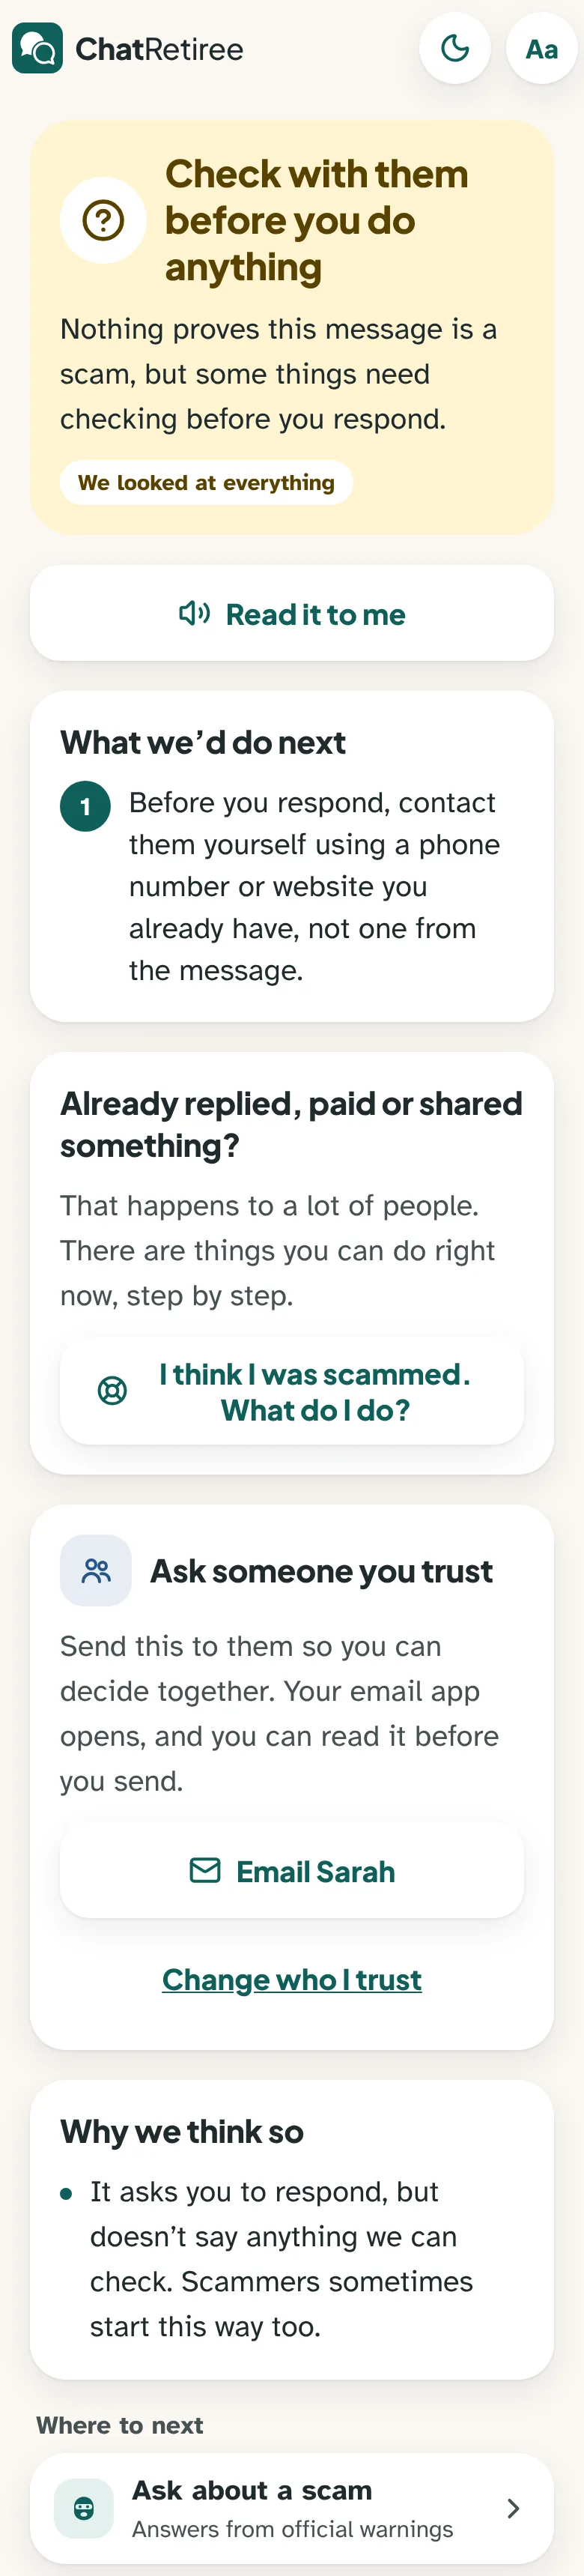 ChatRetiree
Aa
Check with them
before you do
anything
Nothing proves this message is a
scam, but some things need
checking before you respond.
We looked at everything
Read it to me
What we’d do next
1
Before you respond, contact
them yourself using a phone
number or website you
already have, not one from
the message.
Already replied, paid or shared
something?
That happens to a lot of people.
There are things you can do right
now, step by step.
I think I was scammed.
What do I do?
Ask someone you trust
Send this to them so you can
decide together. Your email app
opens, and you can read it before
you send.
Email Sarah
Change who I trust
Why we think so
It asks you to respond, but
doesn’t say anything we can
check. Scammers sometimes
start this way too.
Where to next
Ask about a scam
Answers from official warnings